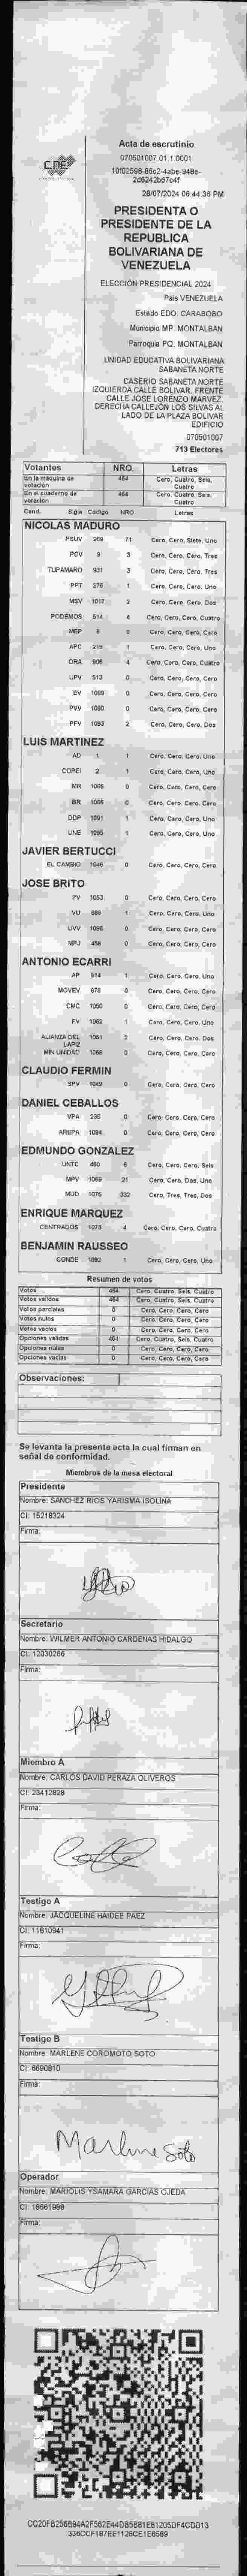 CNE
Acta de escrutinio
070501007.01.1.0001
28/07/2024 06:44:36 PM
PRESIDENTA O
PRESIDENTE DE LA
REPUBLICA
BOLIVARIANA DE
VENEZUELA
ELECCIÓN PRESIDENCIAL 2024
Pais VENEZUELA
Estado EDO. CARABOBO
Municipio MP. MONTALBAN
Parroquia PQ. MONTALBAN
UNIDAD EDUCATIVA BOLIVARIANA
SABANETA NORTE
CASERIO SABANETA NORTE
IZQUIERDA CALLE BOLIVAR. FRENTE
CALLE JOSE LORENZO MARVEZ.
DERECHA CALLEJÓN LOS SILVAS AL
LADO DE LA PLAZA BOLIVAR
EDIFICIO
070501007
713 Electores
Votantes NRO. Letras
En la máquina de votación 464 Cero, Cuatro, Seis, Cuatro
En el cuaderno de votación 464 Cero, Cuatro, Seis, Cuatro
Cand. Sigla Código NRO Letras
NICOLAS MADURO
PSUV 71 Cero, Cero, Siete, Uno
PCV 9 3 Cero, Cero, Cero, Tres
TUPAMARO 931 3 Cero, Cero, Cero, Tres
PPT 276 1 Cero, Cero, Cero, Uno
MSV 1017 2 Cero, Cero, Cero, Dos
PODEMOS 514 4 Cero, Cero, Cero, Cuatro
MEP 6 0 Cero, Cero, Cero, Cero
APC 219 1 Cero, Cero, Cero, Uno
ORA 906 4 Cero, Cero, Cero, Cuatro
UPV 513 0 Cero, Cero, Cero, Cero
EV 1009 0 Cero, Cero, Cero, Cero
PVV 1090 0 Cero, Cero, Cero, Cero
PFV 1093 2 Cero, Cero, Cero, Dos
LUIS MARTINEZ
AD 1 1 Cero, Cero, Cero, Uno
COPEI 2 1 Cero, Cero, Cero, Uno
MR 0 Cero, Cero, Cero, Cero
BR 0 Cero, Cero, Cero, Cero
DDP 1091 1 Cero, Cero, Cero, Uno
UNE 1095 1 Cero, Cero, Cero, Uno
JAVIER BERTUCCI
EL CAMBIO 0 Cero, Cero, Cero, Cero
JOSE BRITO
PV 1053 0 Cero, Cero, Cero, Cero
VU 1 Cero, Cero, Cero, Uno
UVV 1096 0 Cero, Cero, Cero, Cero
MPJ 458 0 Cero, Cero, Cero, Cero
ANTONIO ECARRI
AP 914 1 Cero, Cero, Cero, Uno
MOVEV 678 0 Cero, Cero, Cero, Cero
CMC 1050 0 Cero, Cero, Cero, Cero
FV 1062 1 Cero, Cero, Cero, Uno
ALIANZA DEL LAPIZ 1061 2 Cero, Cero, Cero, Dos
MIN UNIDAD 1068 0 Cero, Cero, Cero, Cero
CLAUDIO FERMIN
SPV 1049 0 Cero, Cero, Cero, Cero
DANIEL CEBALLOS
VPA 0 Cero, Cero, Cero, Cero
AREPA 1094 0 Cero, Cero, Cero, Cero
EDMUNDO GONZALEZ
UNTC 460 6 Cero, Cero, Cero, Seis
MPV 1069 21 Cero, Cero, Dos, Uno
MUD 1075 332 Cero, Tres, Tres, Dos
ENRIQUE MARQUEZ
CENTRADOS 1073 4 Cero, Cero, Cero, Cuatro
BENJAMIN RAUSSEO
CONDE 1092 1 Cero, Cero, Cero, Uno
Resumen de votos
Votos 464 Cero, Cuatro, Seis, Cuatro
Votos validos 464 Cero, Cuatro, Seis, Cuatro
Votos parciales 0 Cero, Cero, Cero, Cero
Votos nulos 0 Cero, Cero, Cero, Cero
Votos vacios 0 Cero, Cero, Cero, Cero
Opciones validas 464 Cero, Cuatro, Seis, Cuatro
Opciones nulas 0 Cero, Cero, Cero, Cero
Opciones vacias 0 Cero, Cero, Cero, Cero
Observaciones:
Se levanta la presente acta la cual firman en
señal de conformidad.
Miembros de la mesa electoral
Presidente
Nombre: SANCHEZ RIOS YARISMA ISOLINA
CI: 15218324
Firma:
Secretario
Nombre: WILMER ANTONIO CARDENAS HIDALGO
CI: 12030266
Firma:
Miembro A
Nombre: CARLOS DAVID PERAZA OLIVEROS
CI: 23412828
Firma:
Testigo A
Nombre: JACQUELINE HAIDEE PAEZ
CI: 11810941
Firma:
Testigo B
Nombre: MARLENE COROMOTO SOTO
CI: 6690810
Firma:
Marlene Soto
Operador
Nombre: MARIOLIS YSAMARA GARCIAS OJEDA
CI: 18661988
Firma: